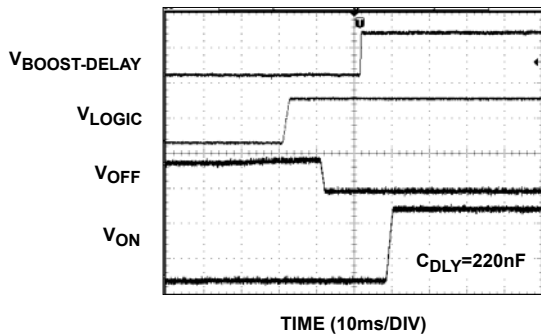 T
VBOOST-DELAY
VLOGIC
VOFF
VON
CDLY=220nF
TIME (10ms/DIV)